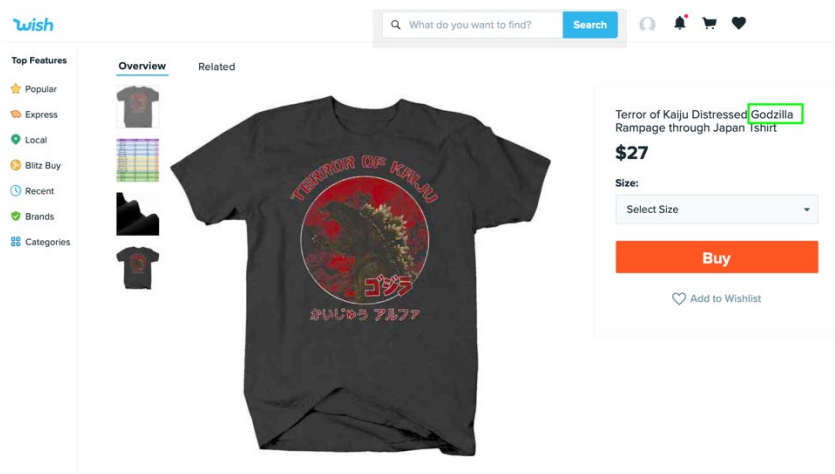 wish
What do you want to find?
Search
Top Features
Popular
Express
Local
Blitz Buy
Recent
Brands
Categories
Overview
Related
TERROR OF KAIJU
ゴジラ
かいじゅう アルファ
Terror of Kaiju Distressed Godzilla
Rampage through Japan Tshirt
$27
Size:
Select Size
Buy
Add to Wishlist